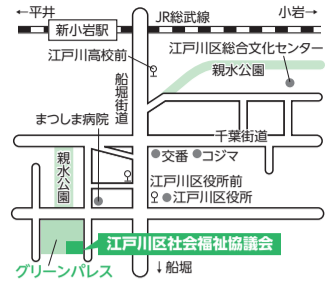 ←平井
JR総武線
小岩→
新小岩駅
江戸川高校前
江戸川区総合文化センター
親水公園
船堀街道
まつしま病院
千葉街道
交番
コジマ
親水公園
江戸川区役所前
江戸川区役所
江戸川区社会福祉協議会
グリーンパレス
↓船堀